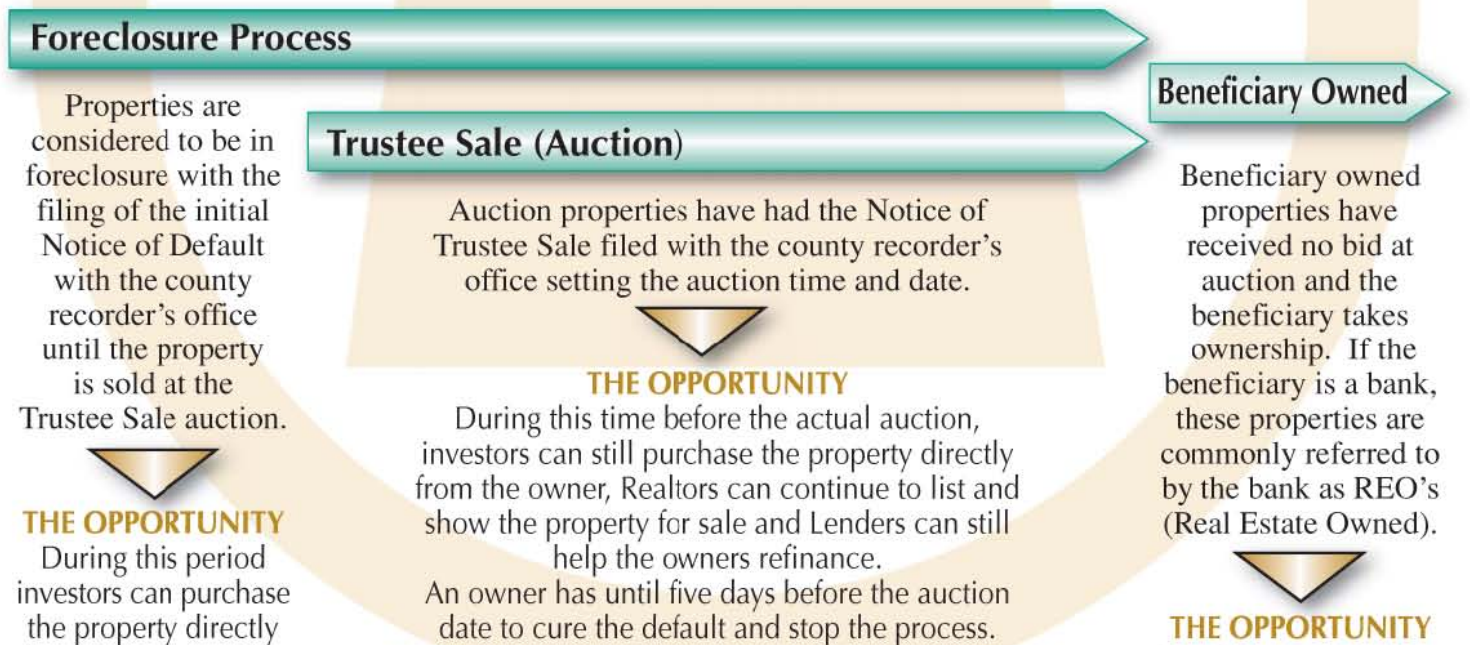 Foreclosure Process
Properties are
considered to be in
foreclosure with the
filing of the initial
Notice of Default
with the county
recorder's office
until the property
is sold at the
Trustee Sale auction.
THE OPPORTUNITY
During this period
investors can purchase
the property directly
Trustee Sale (Auction)
Auction properties have had the Notice of
Trustee Sale filed with the county recorder's
office setting the auction time and date.
THE OPPORTUNITY
During this time before the actual auction,
investors can still purchase the property directly
from the owner, Realtors can continue to list and
show the property for sale and Lenders can still
help the owners refinance.
An owner has until five days before the auction
date to cure the default and stop the process.
Beneficiary Owned
Beneficiary owned
properties have
received no bid at
auction and the
beneficiary takes
ownership. If the
beneficiary is a bank,
these properties are
commonly referred to
by the bank as REO's
(Real Estate Owned).
THE OPPORTUNITY